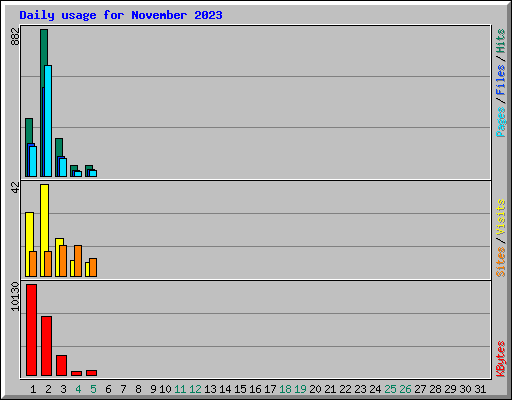 Daily usage for November 2023
882
Pages/Files/Hits
42
Sites/Visits
10130
KBytes
1 2 3 4 5 6 7 8 9 10 11 12 13 14 15 16 17 18 19 20 21 22 23 24 25 26 27 28 29 30 31